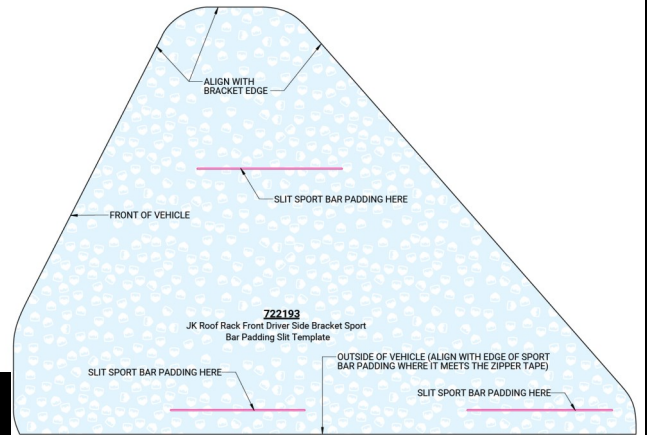 ALIGN WITH
BRACKET EDGE
SLIT SPORT BAR PADDING HERE
FRONT OF VEHICLE
722193
JK Roof Rack Front Driver Side Bracket Sport
Bar Padding Slit Template
OUTSIDE OF VEHICLE (ALIGN WITH EDGE OF SPORT
BAR PADDING WHERE IT MEETS THE ZIPPER TAPE)
SLIT SPORT BAR PADDING HERE
SLIT SPORT BAR PADDING HERE